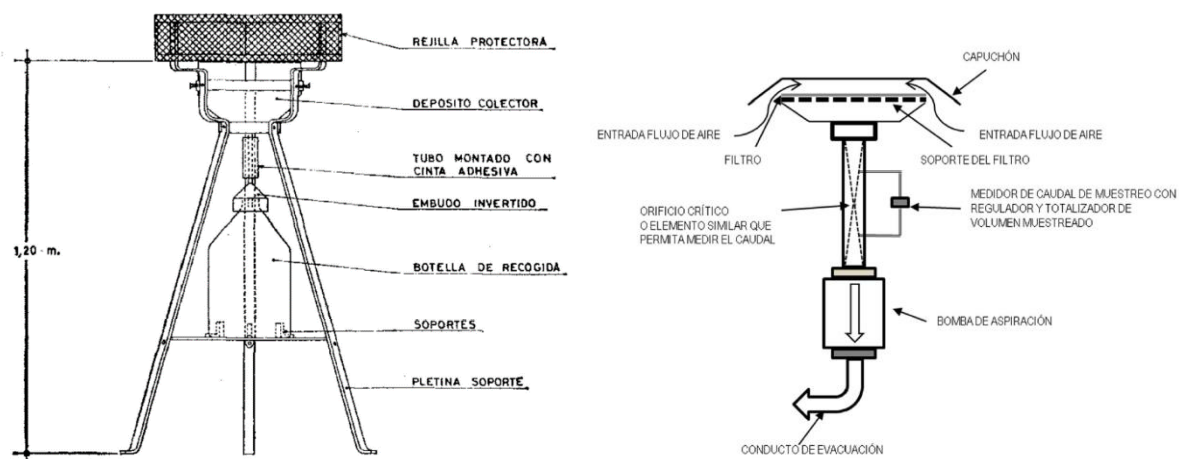 REJILLA PROTECTORA
DEPOSITO COLECTOR
TUBO MONTADO CON
CINTA ADHESIVA
EMBUDO INVERTIDO
1,20 m.
BOTELLA DE RECOGIDA
SOPORTES
PLETINA SOPORTE
CAPUCHÓN
ENTRADA FLUJO DE AIRE
ENTRADA FLUJO DE AIRE
FILTRO
SOPORTE DEL FILTRO
ORIFICIO CRÍTICO
O ELEMENTO SIMILAR QUE
PERMITA MEDIR EL CAUDAL
MEDIDOR DE CAUDAL DE MUESTREO CON
REGULADOR Y TOTALIZADOR DE
VOLUMEN MUESTREADO
BOMBA DE ASPIRACIÓN
CONDUCTO DE EVACUACIÓN